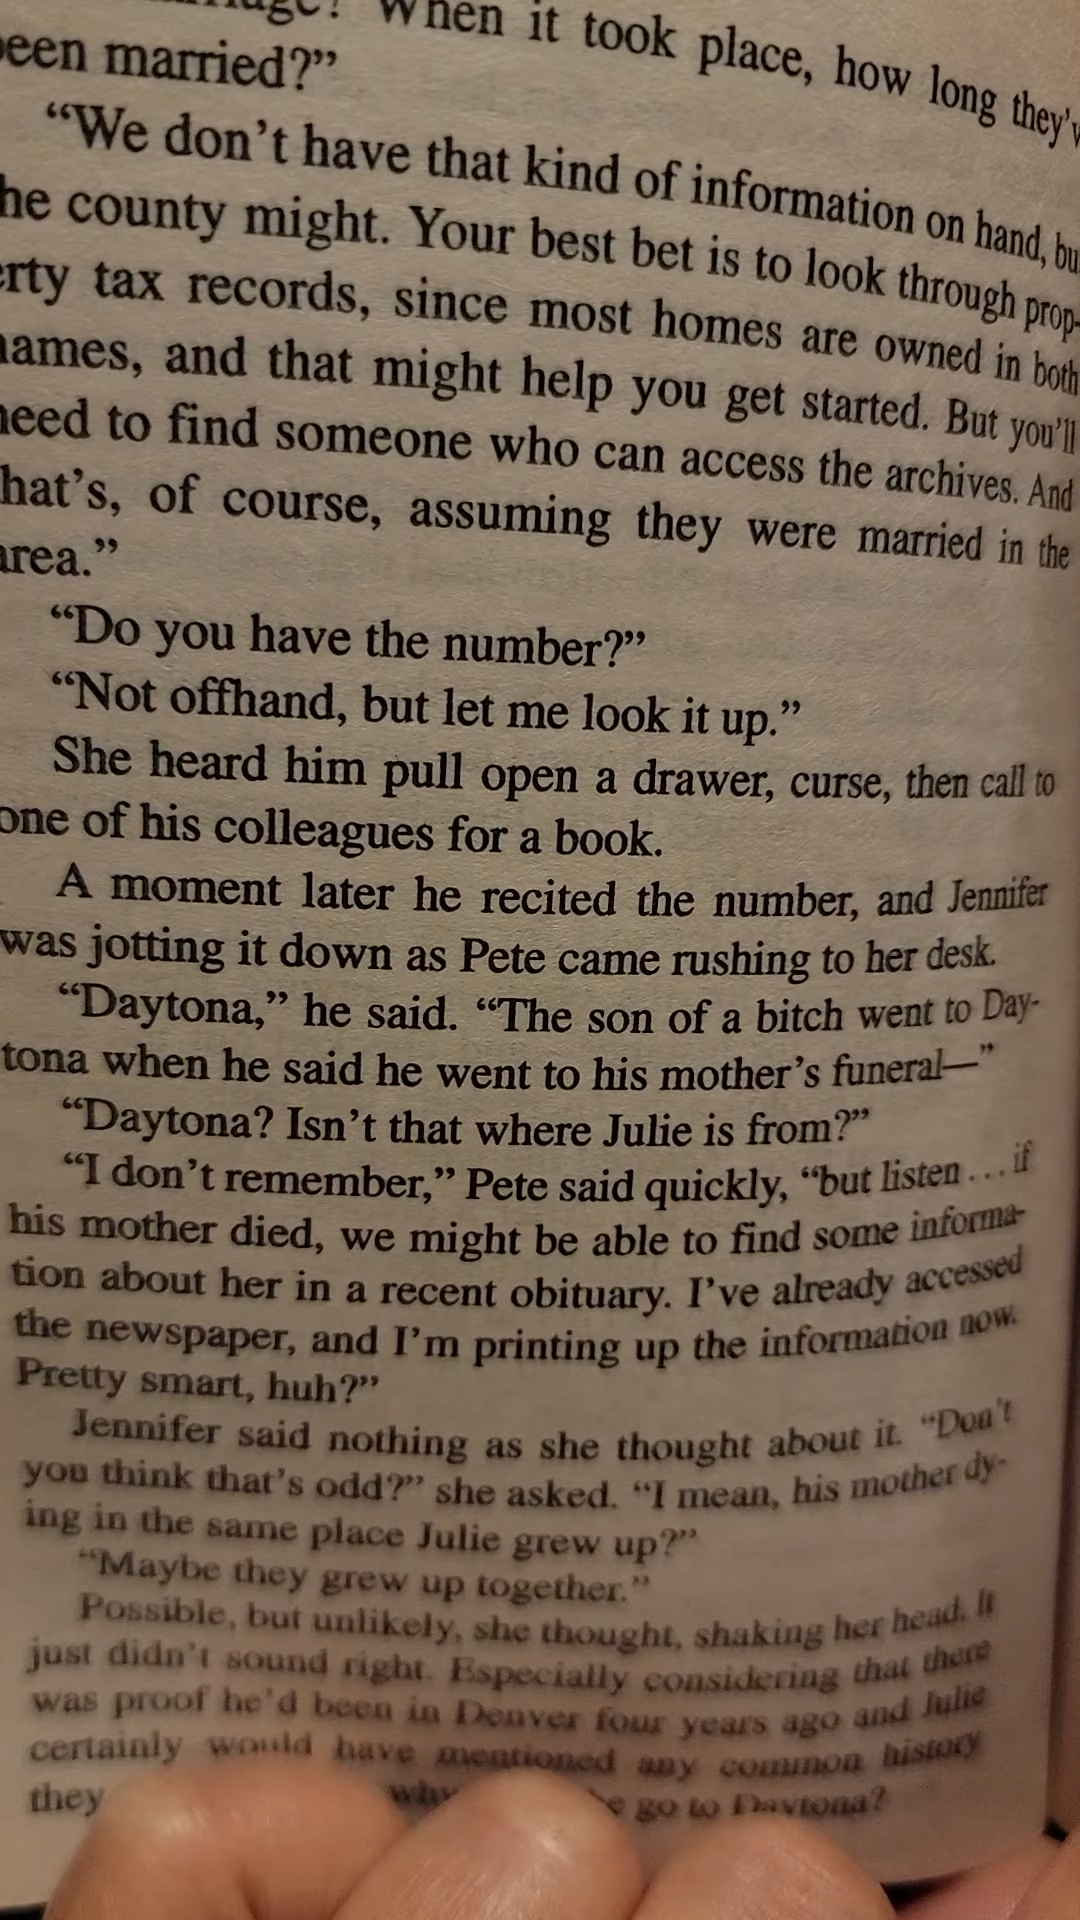 When it took place, how long they'v
een married?”
“We don’t have that kind of information on hand, bu
he county might. Your best bet is to look through prop-
erty tax records, since most homes are owned in both
names, and that might help you get started. But you’ll
need to find someone who can access the archives. And
hat’s, of course, assuming they were married in the
area.”
“Do you have the number?”
“Not offhand, but let me look it up.”
She heard him pull open a drawer, curse, then call to
one of his colleagues for a book.
A moment later he recited the number, and Jennifer
was jotting it down as Pete came rushing to her desk.
“Daytona,” he said. “The son of a bitch went to Day-
tona when he said he went to his mother’s funeral—”
“Daytona? Isn’t that where Julie is from?”
“I don’t remember,” Pete said quickly, “but listen . . . if
his mother died, we might be able to find some informa-
tion about her in a recent obituary. I’ve already accessed
the newspaper, and I’m printing up the information now.
Pretty smart, huh?”
Jennifer said nothing as she thought about it. “Don’t
you think that’s odd?” she asked. “I mean, his mother dy-
ing in the same place Julie grew up?”
“Maybe they grew up together.”
Possible, but unlikely, she thought, shaking her head. It
just didn’t sound right. Especially considering that there
was proof he’d been in Denver four years ago and Julie
certainly would have mentioned any common history
they why go to Daytona?